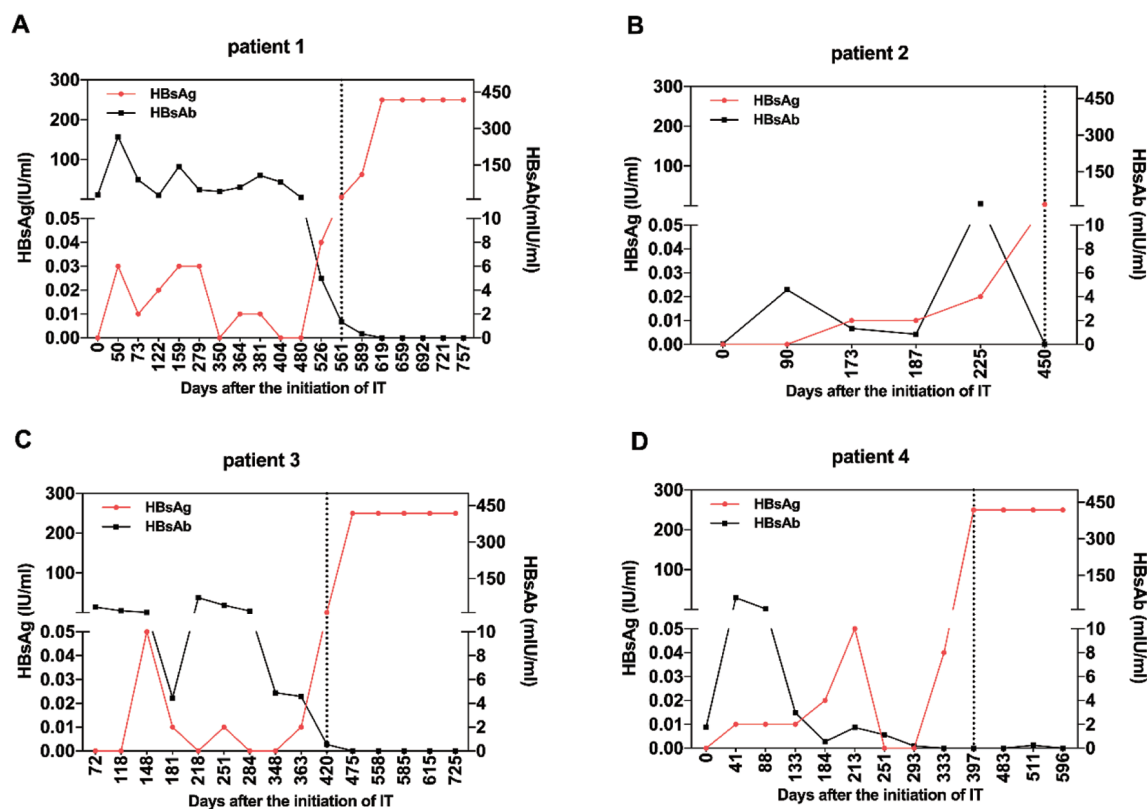 A
patient 1
HBsAg
HBsAb
HBsAg(IU/ml)
300
200
100
0.05
0.04
0.03
0.02
0.01
0.00
450
300
150
10
8
6
4
2
0
HBsAb(mIU/ml)
0 50 73 122 159 279 350 364 381 404 480 526 561 589 619 659 692 721 757
Days after the initiation of IT
B
patient 2
HBsAg
HBsAb
HBsAg (IU/ml)
300
200
100
0.05
0.04
0.03
0.02
0.01
0.00
450
300
150
10
8
6
4
2
0
HBsAb (mIU/ml)
0 90 173 187 225 450
Days after the initiation of IT
C
patient 3
HBsAg
HBsAb
HBsAg (IU/ml)
300
200
100
0.05
0.04
0.03
0.02
0.01
0.00
450
300
150
10
8
6
4
2
0
HBsAb (mIU/ml)
72 118 148 181 218 251 284 348 363 420 475 558 585 615 725
Days after the initiation of IT
D
patient 4
HBsAg
HBsAb
HBsAg (IU/ml)
300
200
100
0.05
0.04
0.03
0.02
0.01
0.00
450
300
150
10
8
6
4
2
0
HBsAb (mIU/ml)
0 41 88 133 184 213 251 293 333 397 483 511 596
Days after the initiation of IT